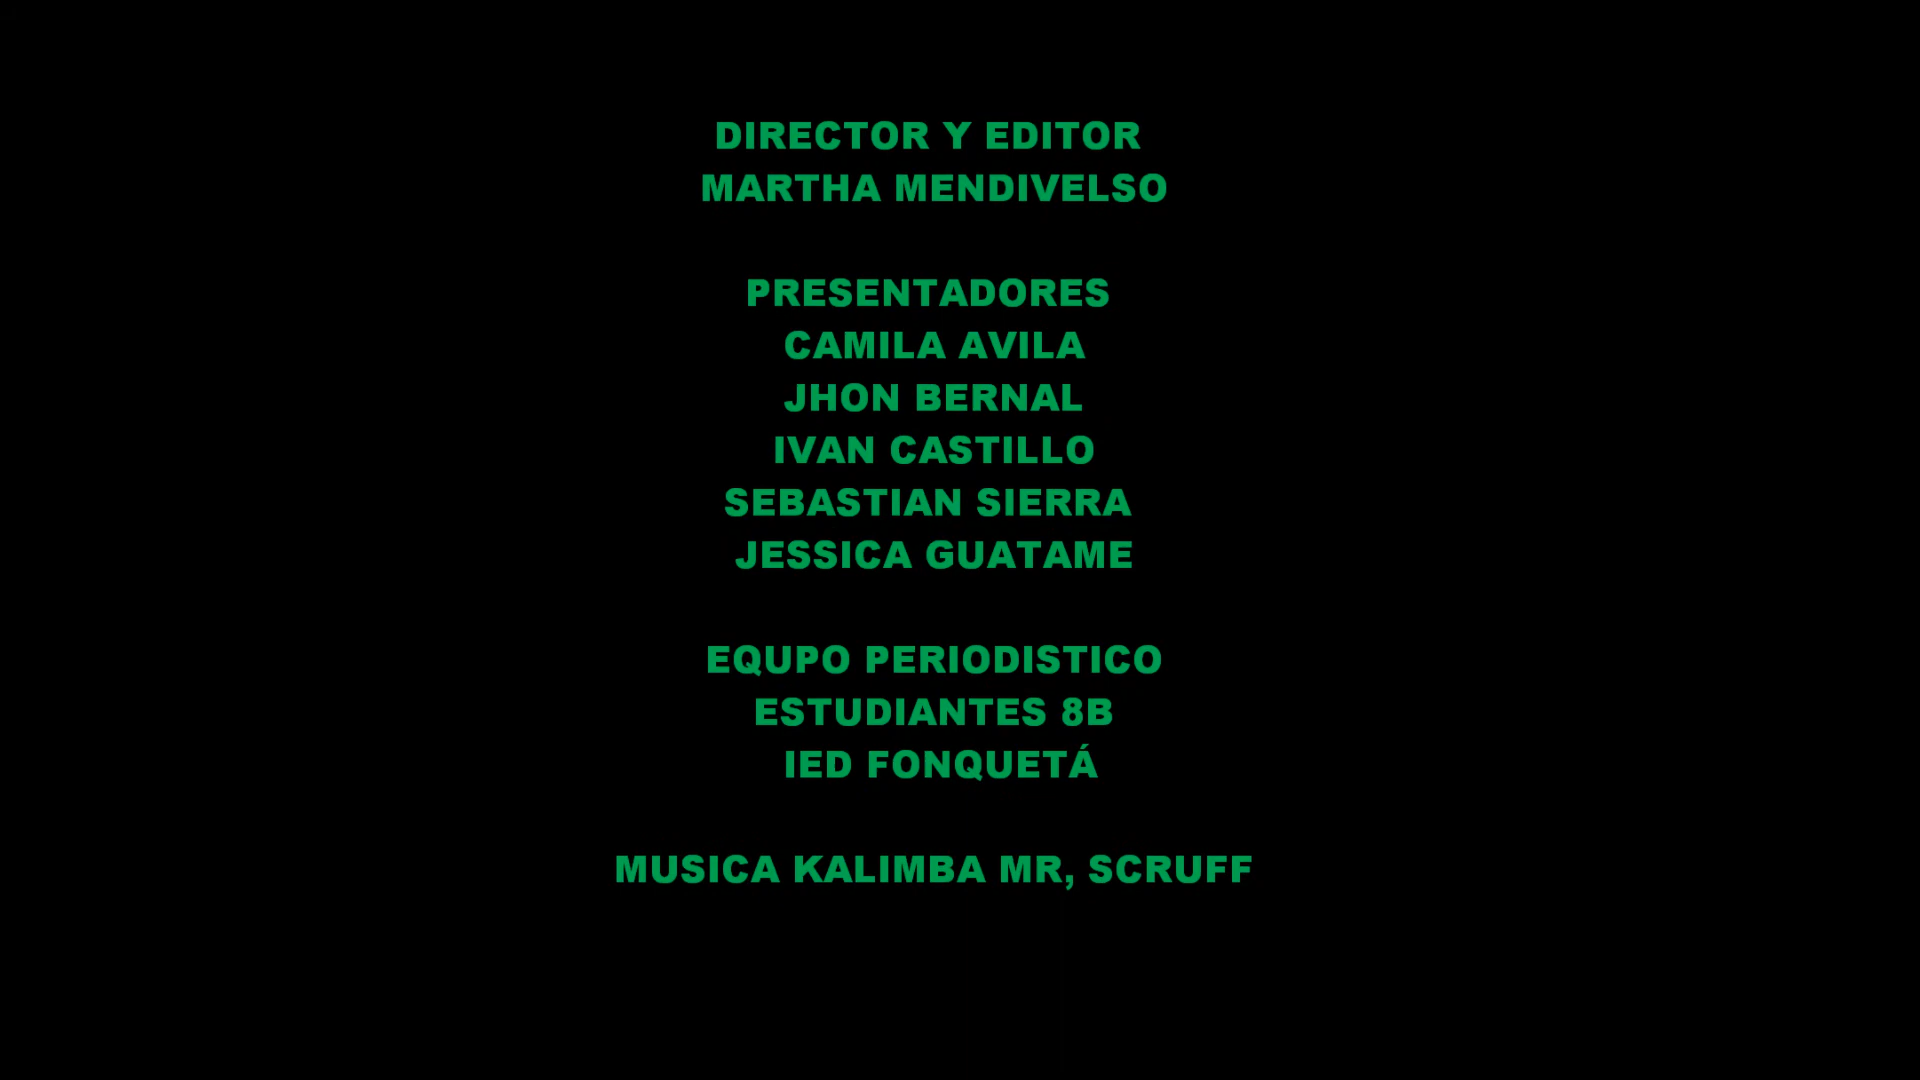 DIRECTOR Y EDITOR
MARTHA MENDIVELSO
PRESENTADORES
CAMILA AVILA
JHON BERNAL
IVAN CASTILLO
SEBASTIAN SIERRA
JESSICA GUATAME
EQUPO PERIODISTICO
ESTUDIANTES 8B
IED FONQUETÁ
MUSICA KALIMBA MR, SCRUFF